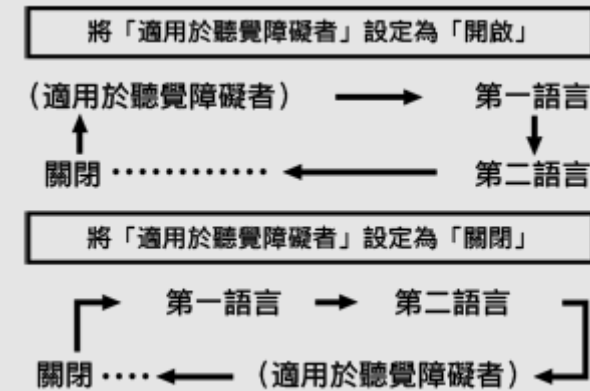 將「適用於聽覺障礙者」設定為「開啟」
（適用於聽覺障礙者） 第一語言
關閉 ············ 第二語言
將「適用於聽覺障礙者」設定為「關閉」
第一語言 第二語言
關閉 ···· （適用於聽覺障礙者）